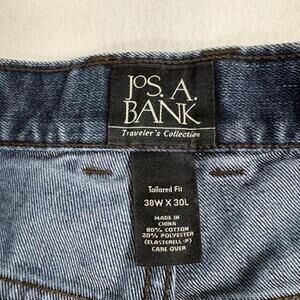 JOS. A.
BANK
Traveler's Collection
Tailored Fit
38W X 30L
MADE IN
CHINA
80% COTTON
20% POLYESTER
(ELASTERELL-P)
CARE OVER